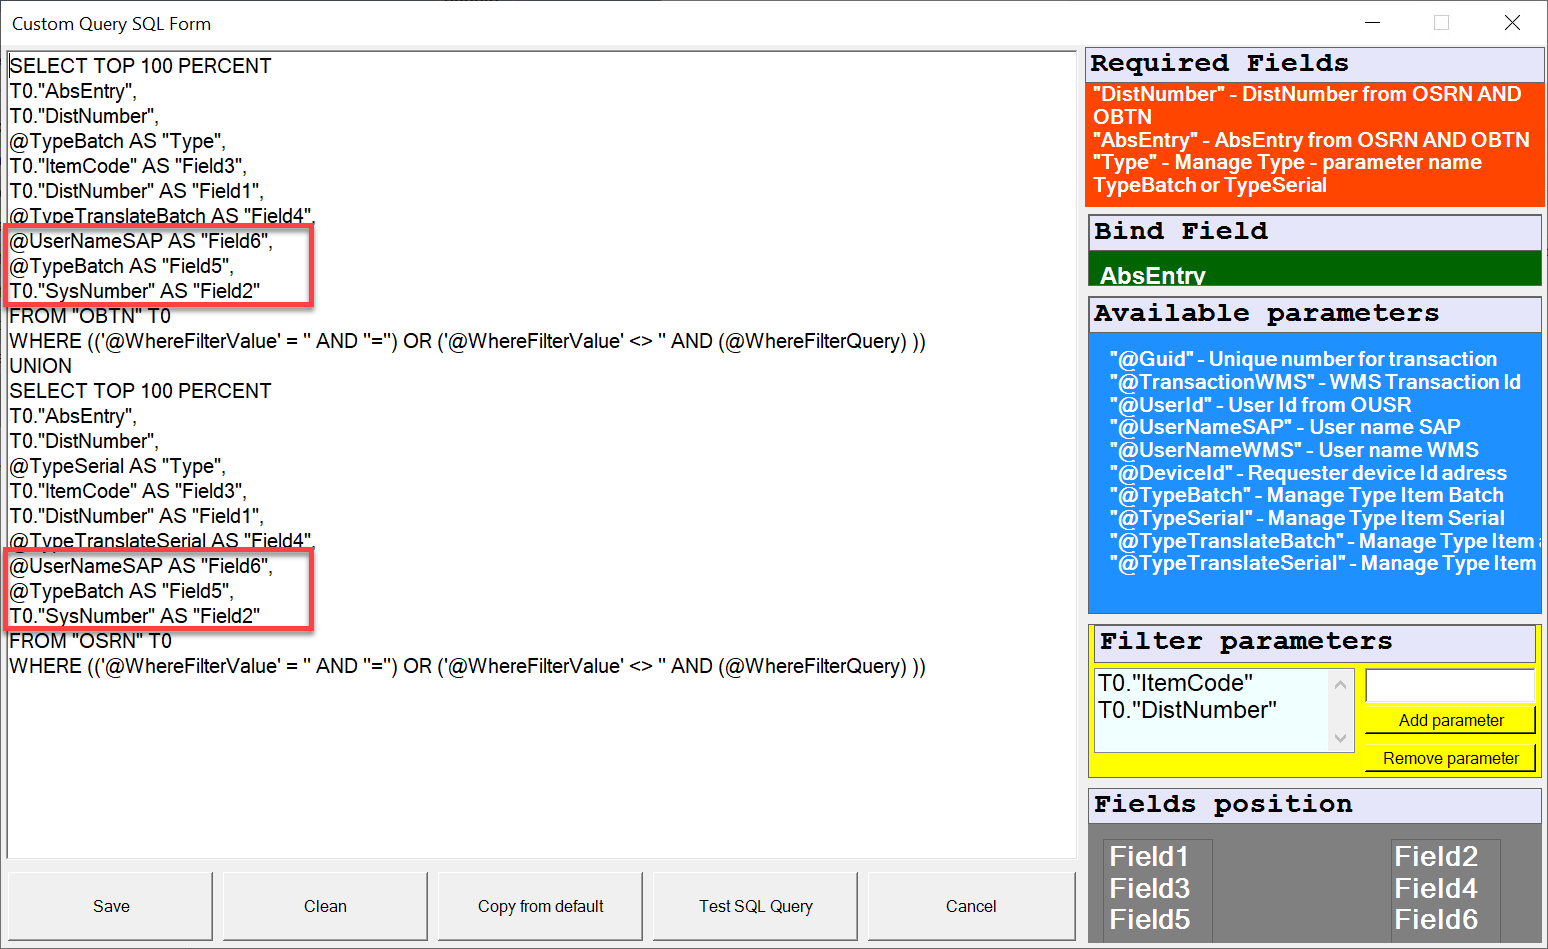 Custom Query SQL Form
SELECT TOP 100 PERCENT
T0."AbsEntry",
T0."DistNumber",
@TypeBatch AS "Type",
T0."ItemCode" AS "Field3",
T0."DistNumber" AS "Field1",
@TypeTranslateBatch AS "Field4",
@UserNameSAP AS "Field6",
@TypeBatch AS "Field5",
T0."SysNumber" AS "Field2"
FROM "OBTN" T0
WHERE (('@WhereFilterValue' = '' AND ''='') OR ('@WhereFilterValue' <> '' AND (@WhereFilterQuery) ))
UNION
SELECT TOP 100 PERCENT
T0."AbsEntry",
T0."DistNumber",
@TypeSerial AS "Type",
T0."ItemCode" AS "Field3",
T0."DistNumber" AS "Field1",
@TypeTranslateSerial AS "Field4",
@UserNameSAP AS "Field6",
@TypeBatch AS "Field5",
T0."SysNumber" AS "Field2"
FROM "OSRN" T0
WHERE (('@WhereFilterValue' = '' AND ''='') OR ('@WhereFilterValue' <> '' AND (@WhereFilterQuery) ))
Save
Clean
Copy from default
Test SQL Query
Cancel
Required Fields
"DistNumber" - DistNumber from OSRN AND
OBTN
"AbsEntry" - AbsEntry from OSRN AND OBTN
"Type" - Manage Type - parameter name
TypeBatch or TypeSerial
Bind Field
AbsEntry
Available parameters
"@Guid" - Unique number for transaction
"@TransactionWMS" - WMS Transaction Id
"@UserId" - User Id from OUSR
"@UserNameSAP" - User name SAP
"@UserNameWMS" - User name WMS
"@DeviceId" - Requester device Id adress
"@TypeBatch" - Manage Type Item Batch
"@TypeSerial" - Manage Type Item Serial
"@TypeTranslateBatch" - Manage Type Item
"@TypeTranslateSerial" - Manage Type Item
Filter parameters
T0."ItemCode"
T0."DistNumber"
Add parameter
Remove parameter
Fields position
Field1 Field2
Field3 Field4
Field5 Field6